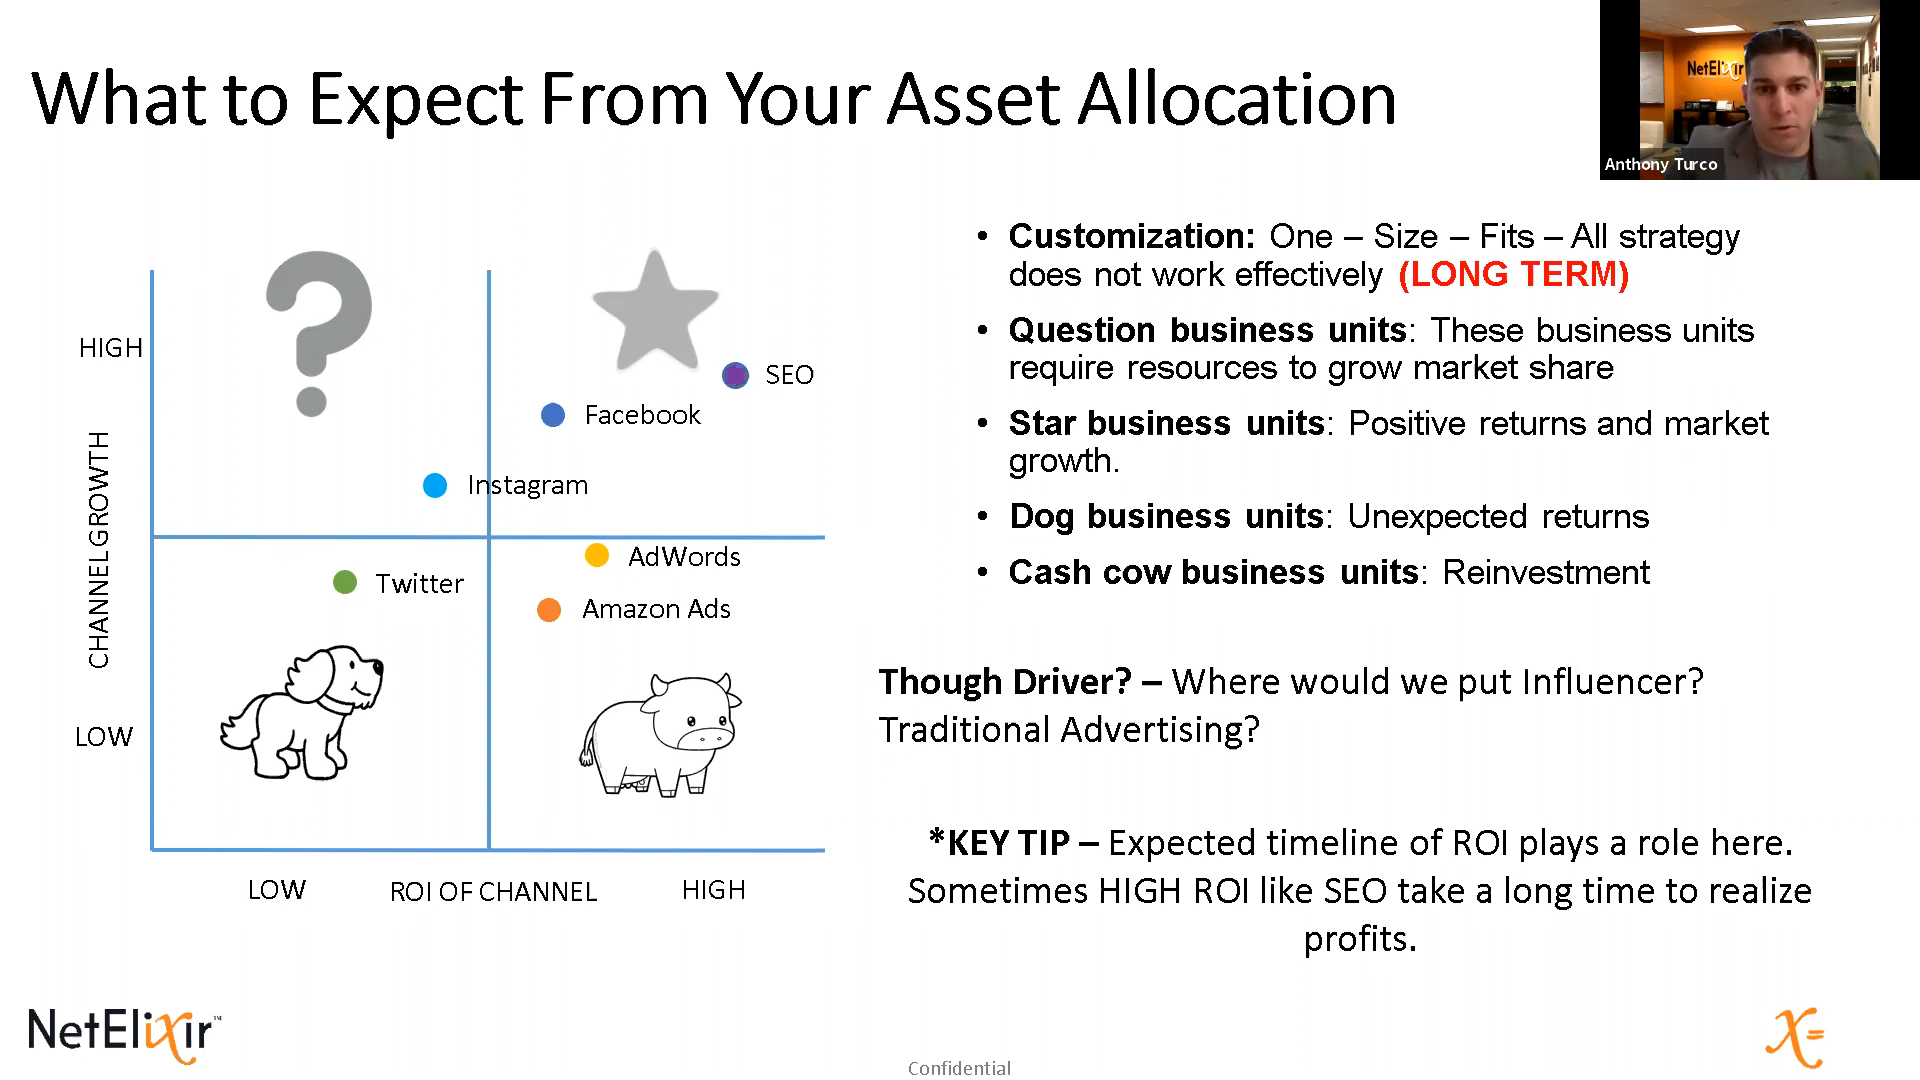 What to Expect From Your Asset Allocation
NetElixir
Anthony Turco
HIGH
CHANNEL GROWTH
LOW
SEO
Facebook
Instagram
AdWords
Twitter
Amazon Ads
LOW
ROI OF CHANNEL
HIGH
• Customization: One – Size – Fits – All strategy
does not work effectively (LONG TERM)
• Question business units: These business units
require resources to grow market share
• Star business units: Positive returns and market
growth.
• Dog business units: Unexpected returns
• Cash cow business units: Reinvestment
Though Driver? – Where would we put Influencer?
Traditional Advertising?
*KEY TIP – Expected timeline of ROI plays a role here.
Sometimes HIGH ROI like SEO take a long time to realize
profits.
NetElixir™
Confidential
X=